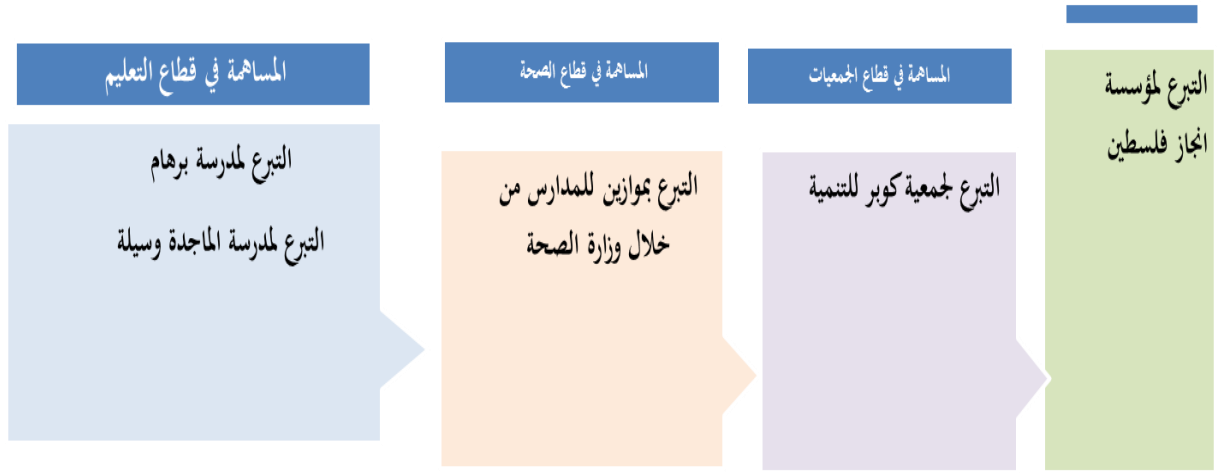 المساهمة في قطاع التعليم
التبرع لمدرسة برهام
التبرع لمدرسة الماجدة وسيلة
المساهمة في قطاع الصحة
التبرع بموازين للمدارس من
خلال وزارة الصحة
المساهمة في قطاع الجمعيات
التبرع لجمعية كوبر للتنمية
التبرع لمؤسسة
انجاز فلسطين